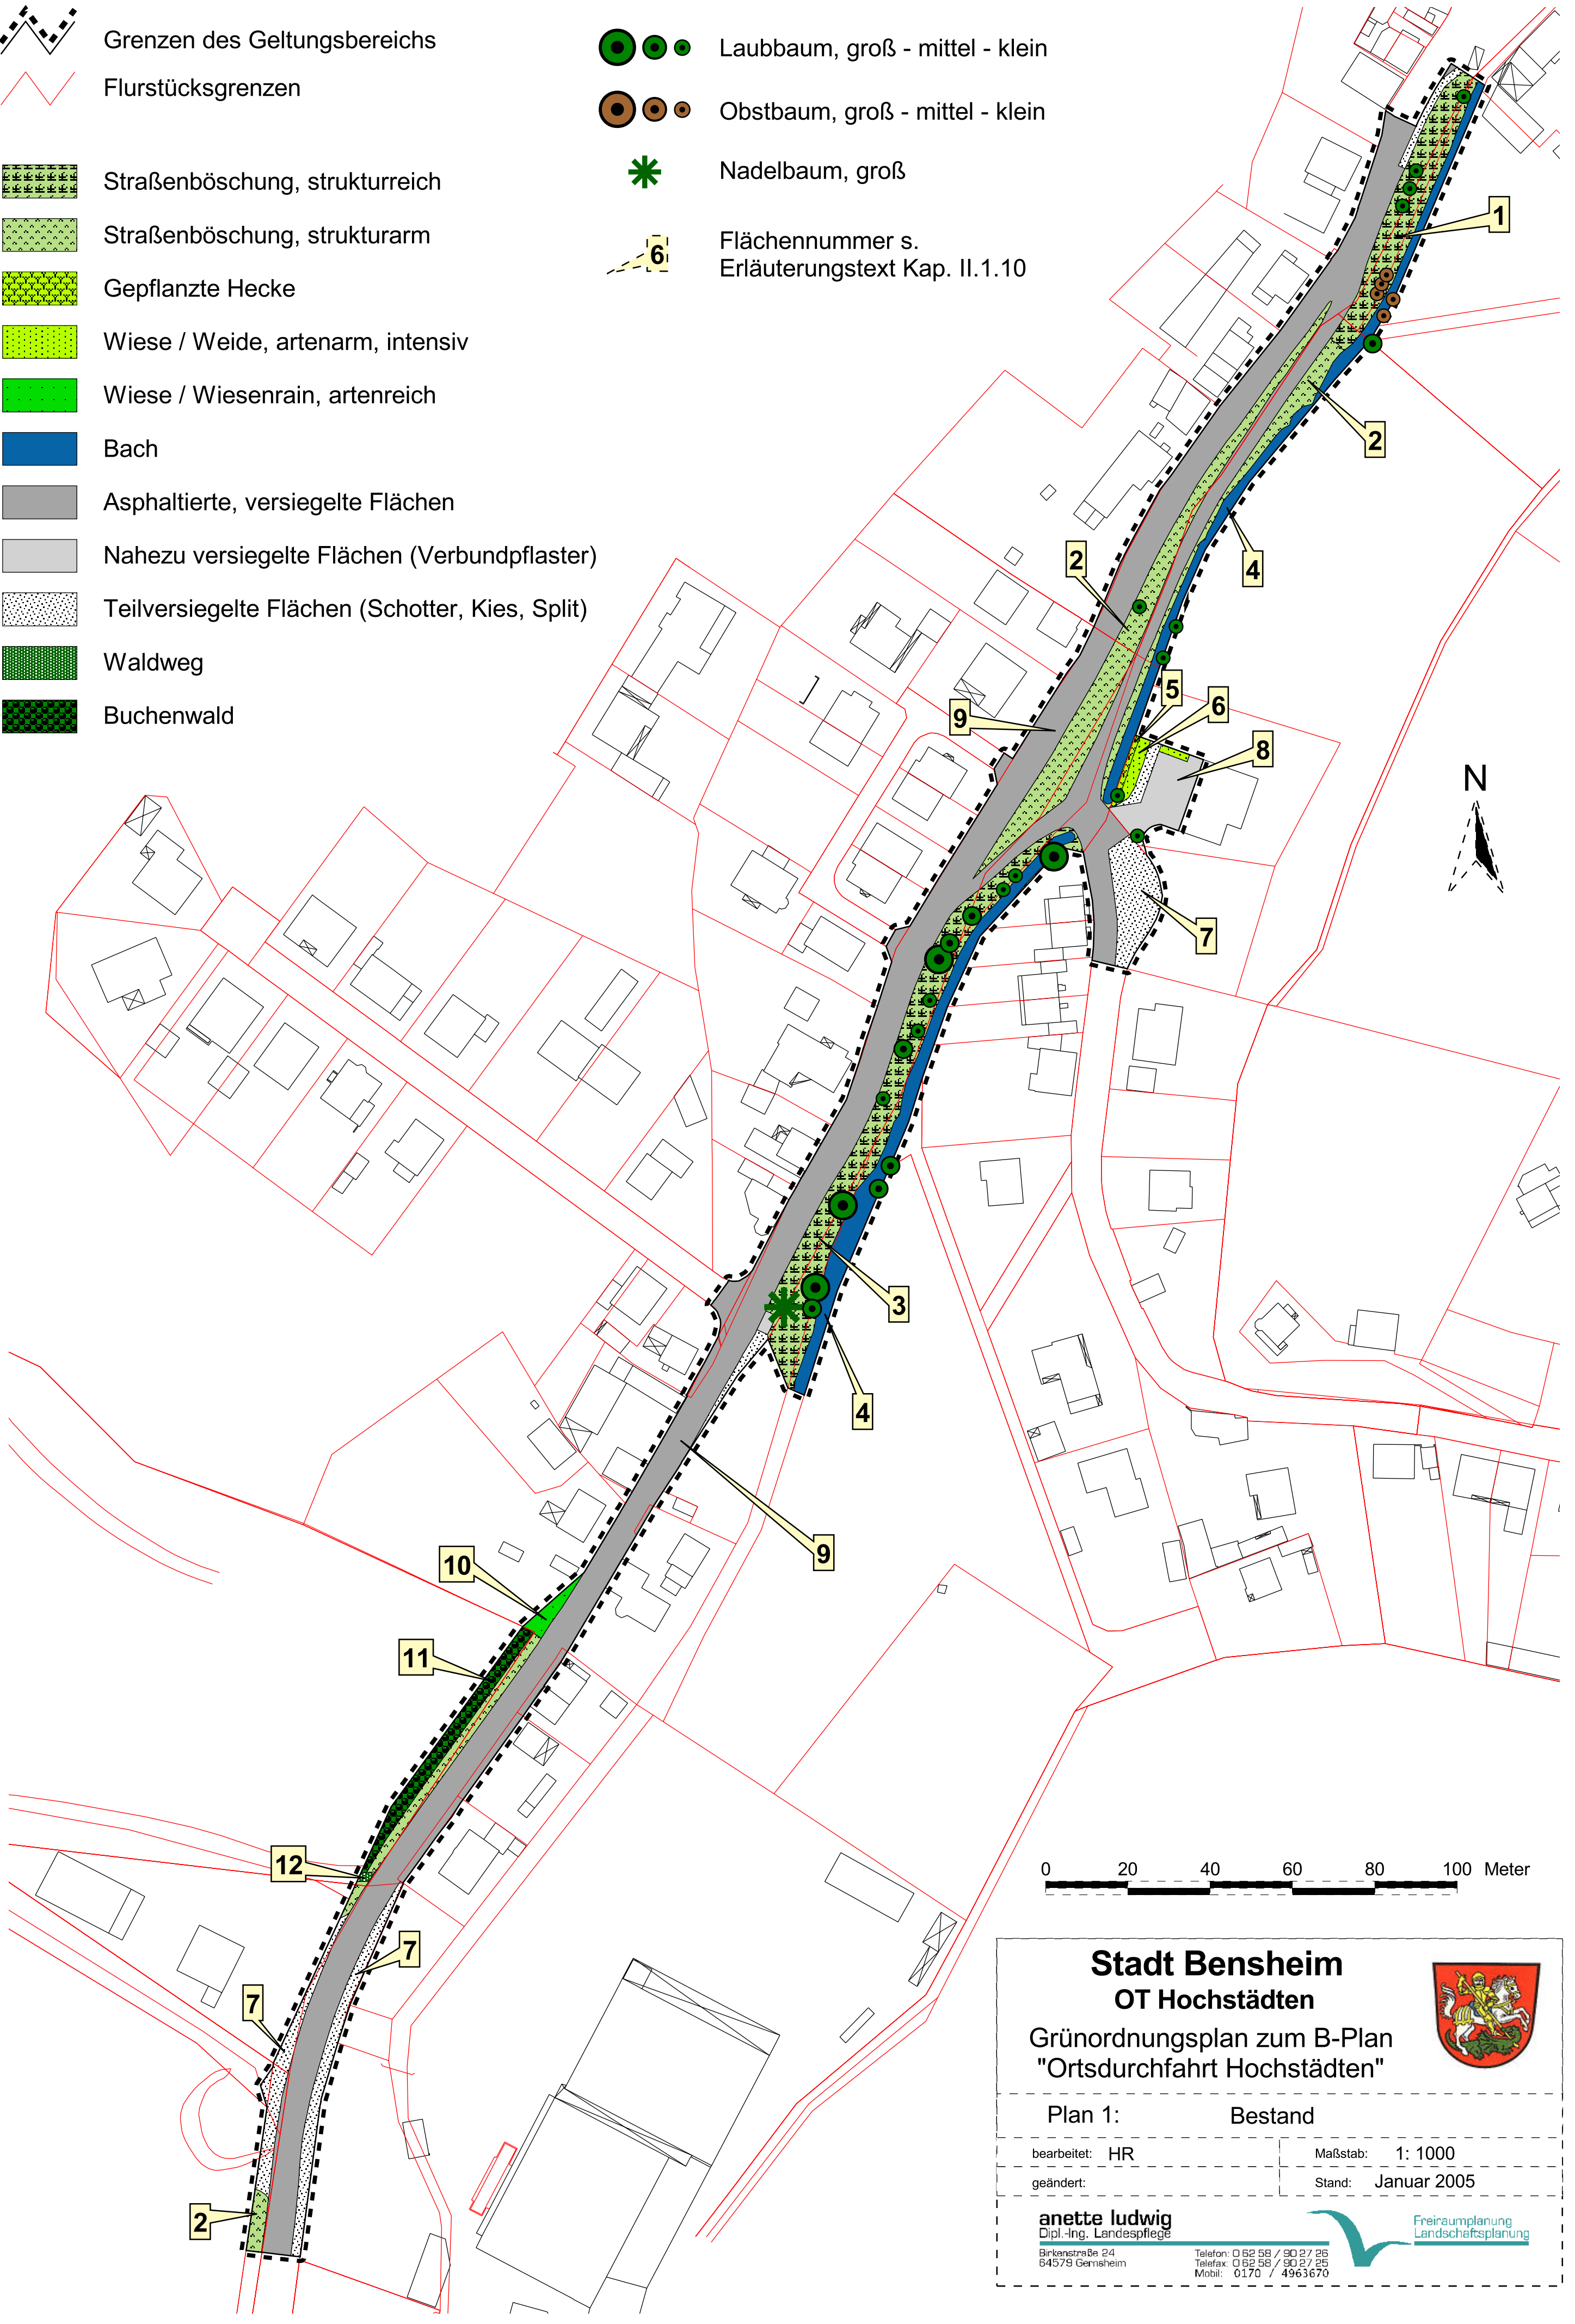 Grenzen des Geltungsbereichs
Flurstücksgrenzen
Straßenböschung, strukturreich
Straßenböschung, strukturarm
Gepflanzte Hecke
Wiese / Weide, artenarm, intensiv
Wiese / Wiesenrain, artenreich
Bach
Asphaltierte, versiegelte Flächen
Nahezu versiegelte Flächen (Verbundpflaster)
Teilversiegelte Flächen (Schotter, Kies, Split)
Waldweg
Buchenwald
Laubbaum, groß - mittel - klein
Obstbaum, groß - mittel - klein
Nadelbaum, groß
6
Flächennummer s.
Erläuterungstext Kap. II.1.10
1
2
4
2
5
6
9
8
N
7
3
4
9
10
11
12
7
7
2
0 20 40 60 80 100 Meter
Stadt Bensheim
OT Hochstädten
Grünordnungsplan zum B-Plan
"Ortsdurchfahrt Hochstädten"
Plan 1: Bestand
bearbeitet: HR
Maßstab: 1: 1000
geändert:
Stand: Januar 2005
anette ludwig
Dipl.-Ing. Landespflege
Birkenstraße 24
64579 Gernsheim
Telefon: 0 62 58 / 90 27 26
Telefax: 0 62 58 / 90 27 25
Mobil: 0170 / 4963670
Freiraumplanung
Landschaftsplanung